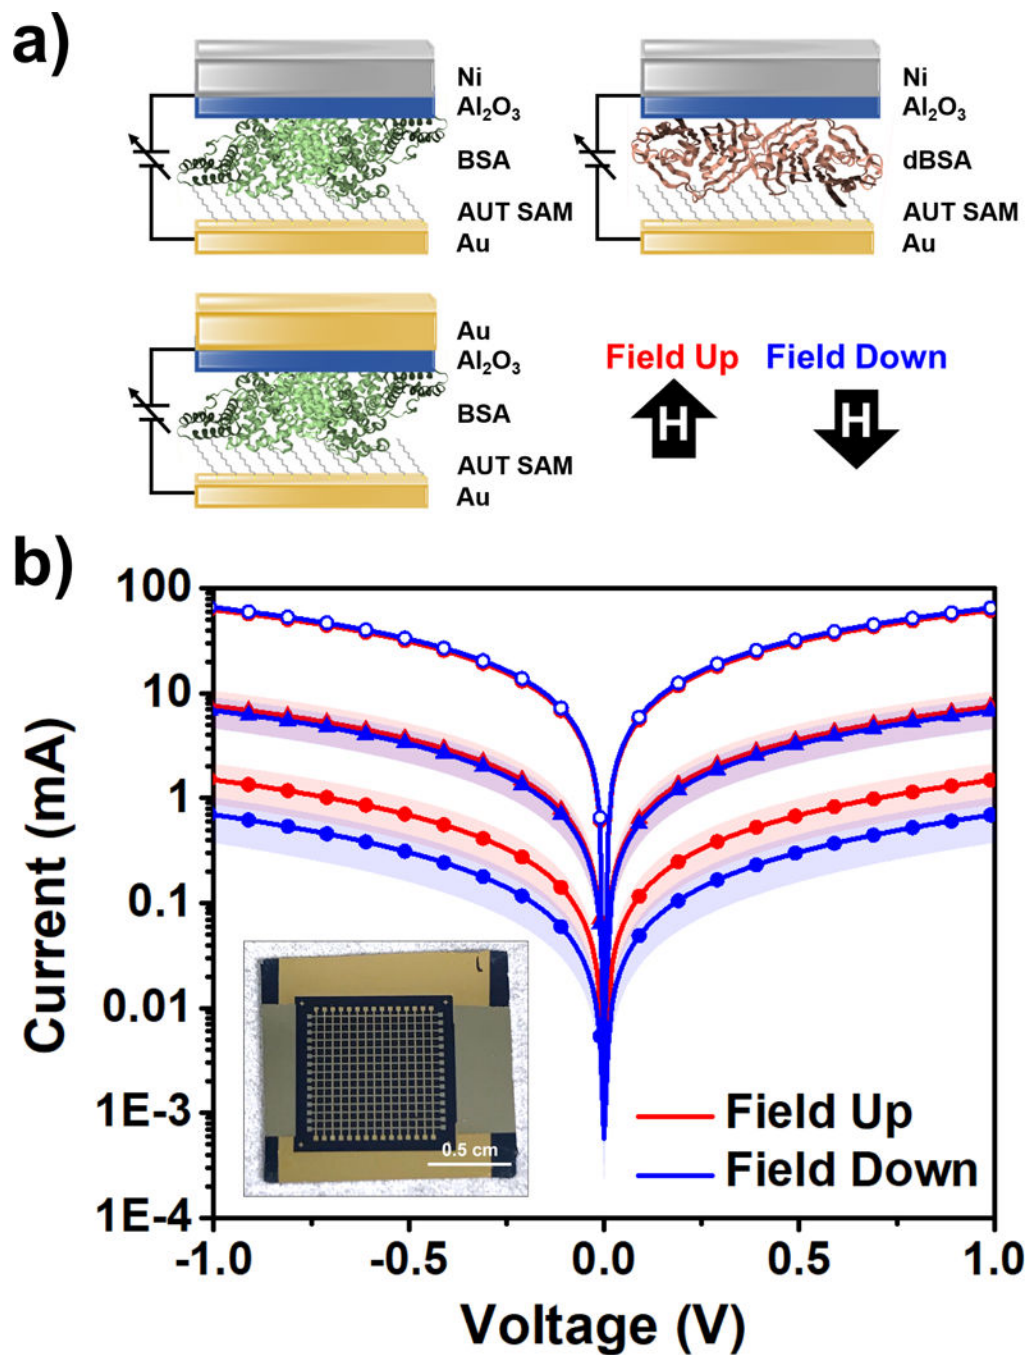 a)
Ni
Al₂O₃
BSA
AUT SAM
Au
Ni
Al₂O₃
dBSA
AUT SAM
Au
Au
Al₂O₃
BSA
AUT SAM
Au
Field Up Field Down
H H
b)
100
10
1
0.1
0.01
1E-3
1E-4
Current (mA)
0.5 cm
Field Up
Field Down
-1.0 -0.5 0.0 0.5 1.0
Voltage (V)